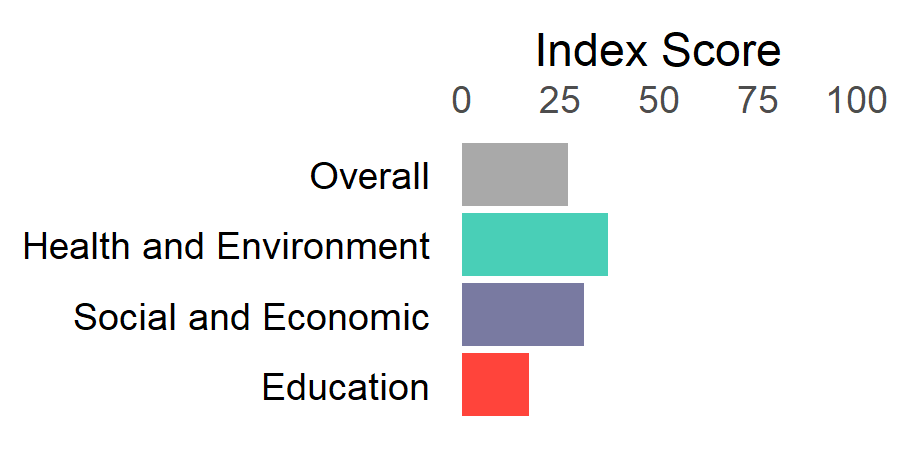 Index Score
0 25 50 75 100
Overall
Health and Environment
Social and Economic
Education